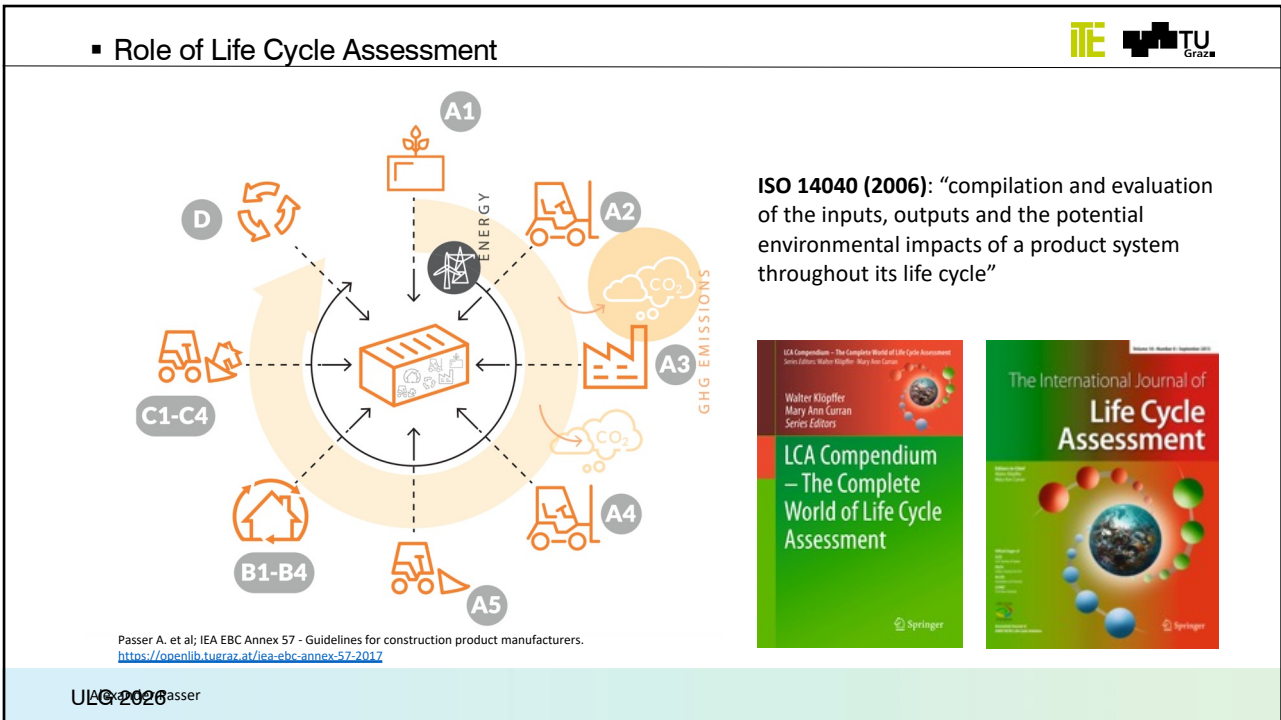 ▪ Role of Life Cycle Assessment
iTE
TU
Graz
A1
D
ENERGY
A2
CO2
GHG EMISSIONS
A3
C1-C4
CO2
A4
B1-B4
A5
ISO 14040 (2006): “compilation and evaluation
of the inputs, outputs and the potential
environmental impacts of a product system
throughout its life cycle”
LCA Compendium – The Complete World of Life Cycle Assessment
Series Editors: Walter Klöpffer · Mary Ann Curran
Walter Klöpffer
Mary Ann Curran
Series Editors
LCA Compendium
– The Complete
World of Life Cycle
Assessment
Springer
The International Journal of
Life Cycle
Assessment
Springer
Passer A. et al; IEA EBC Annex 57 - Guidelines for construction product manufacturers.
https://openlib.tugraz.at/iea-ebc-annex-57-2017
ULG 2026
Alexander Passer